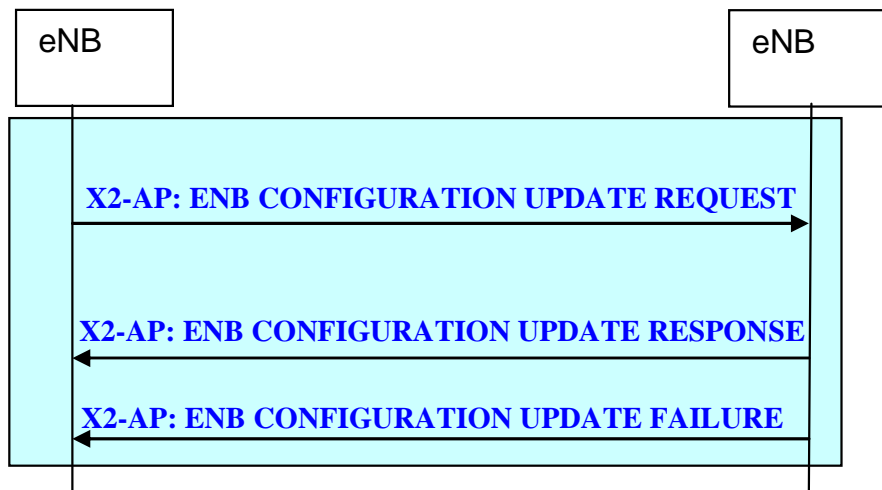 eNB
eNB
X2-AP: ENB CONFIGURATION UPDATE REQUEST
X2-AP: ENB CONFIGURATION UPDATE RESPONSE
X2-AP: ENB CONFIGURATION UPDATE FAILURE